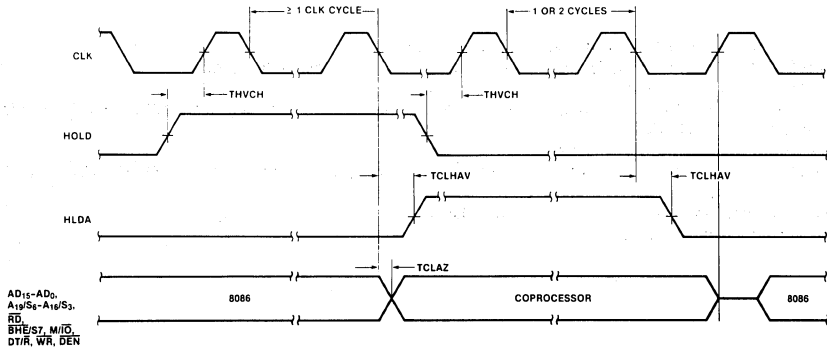 ≥ 1 CLK CYCLE
1 OR 2 CYCLES
CLK
THVCH
THVCH
HOLD
TCLHAV
TCLHAV
HLDA
TCLAZ
AD15-AD0,
A19/S6-A16/S3,
RD,
BHE/S7, M/IO,
DT/R, WR, DEN
8086
COPROCESSOR
8086